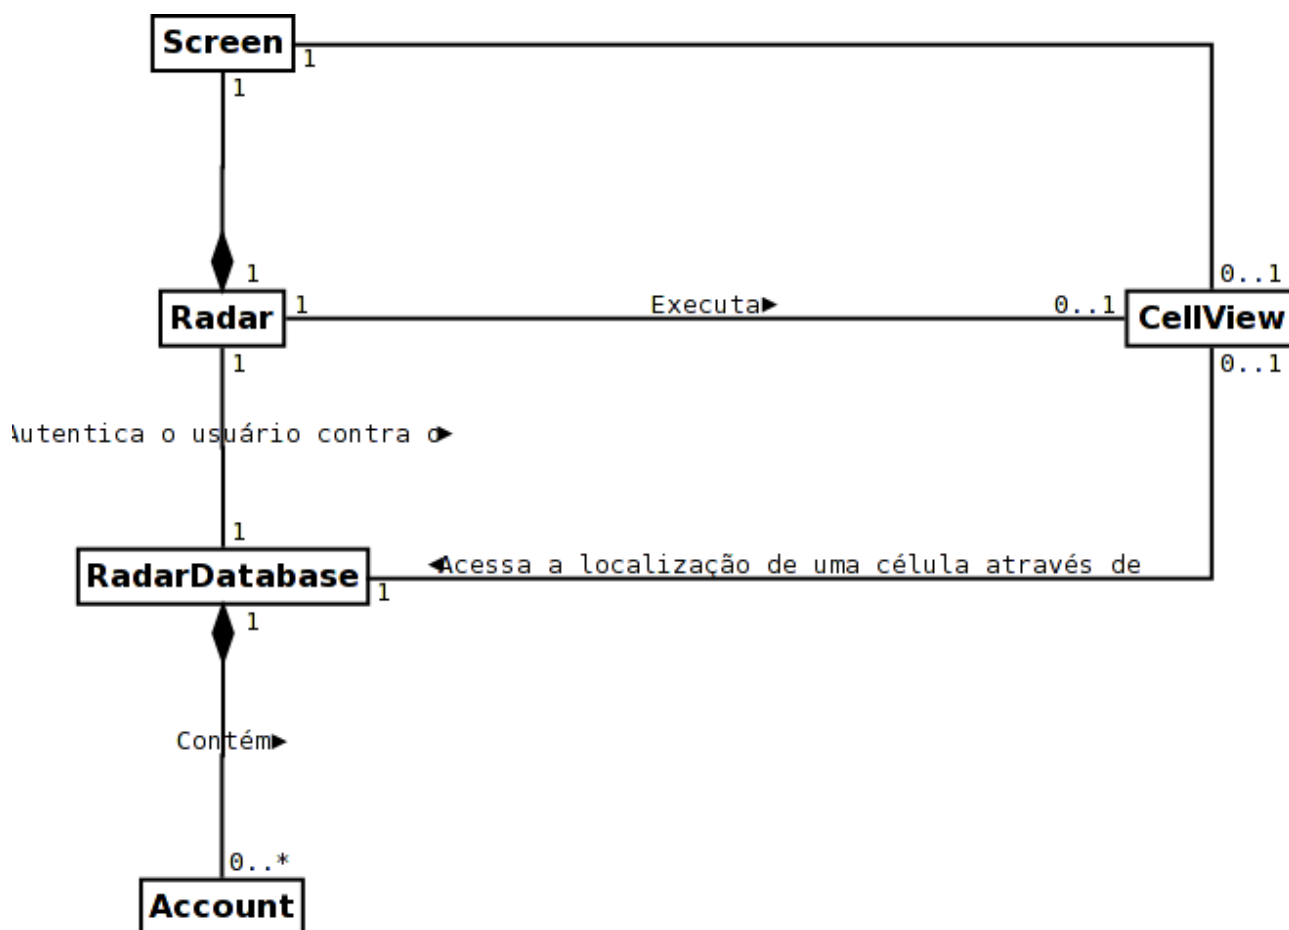 Screen
1
1
1
0..1
Radar
1
Executa►
0..1
CellView
1
0..1
Autentica o usuário contra o►
1
◄Acessa a localização de uma célula através de
RadarDatabase
1
1
Contém►
0..*
Account